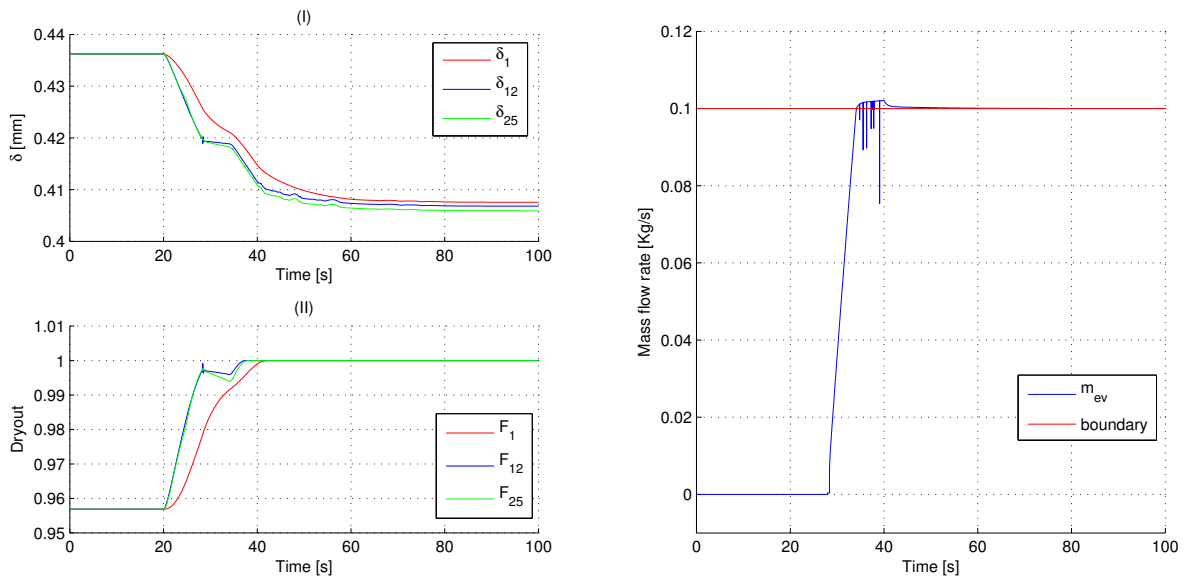 (I)
0.44
0.43
0.42
0.41
0.4
δ [mm]
δ1
δ12
δ25
0 20 40 60 80 100
Time [s]
(II)
1.01
1
0.99
0.98
0.97
0.96
0.95
Dryout
F1
F12
F25
0 20 40 60 80 100
Time [s]
0.1
0.08
0.06
0.04
0.02
0
Mass flow rate [Kg/s]
mev
boundary
0 20 40 60 80 100
Time [s]